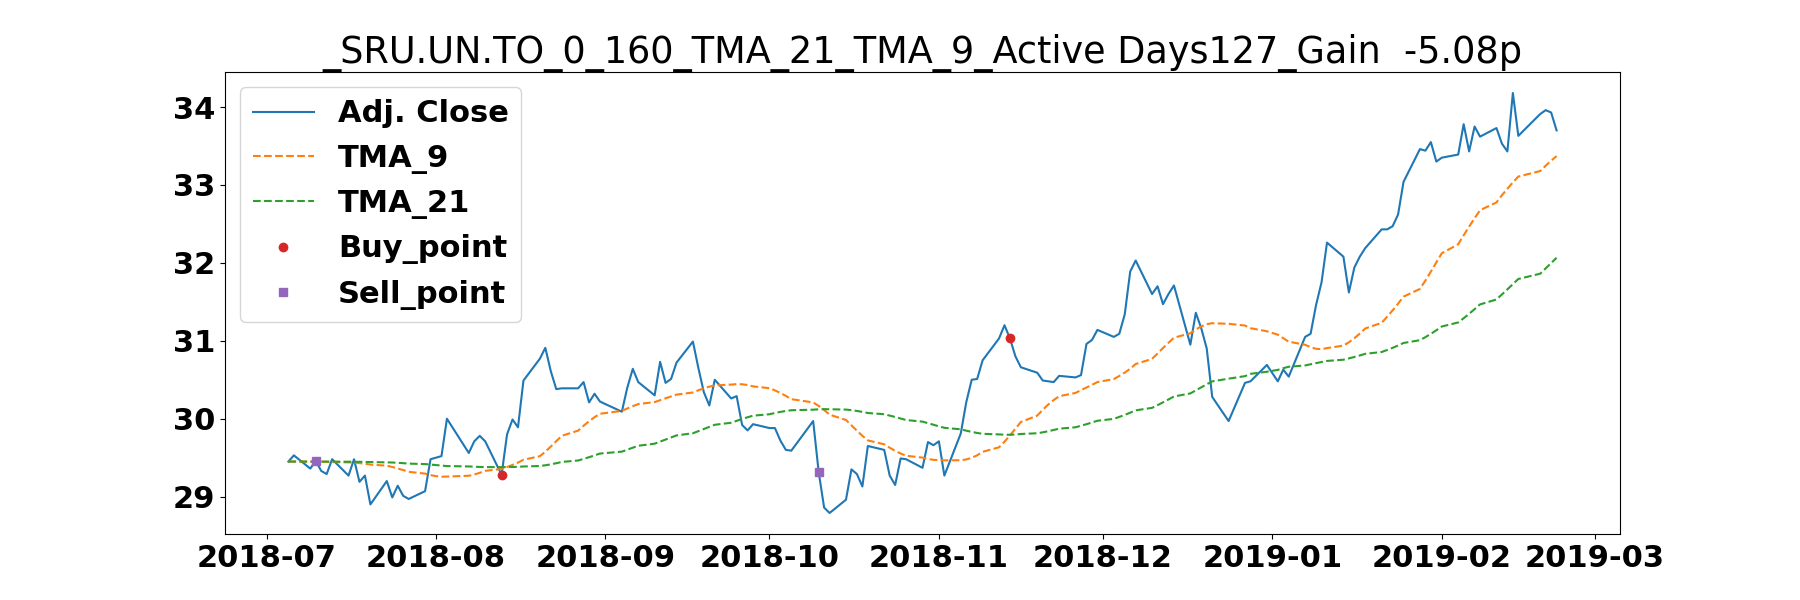 _SRU.UN.TO_0_160_TMA_21_TMA_9_Active Days127_Gain  -5.08p
Adj. Close
TMA_9
TMA_21
Buy_point
Sell_point
34
33
32
31
30
29
2018-07 2018-08 2018-09 2018-10 2018-11 2018-12 2019-01 2019-02 2019-03